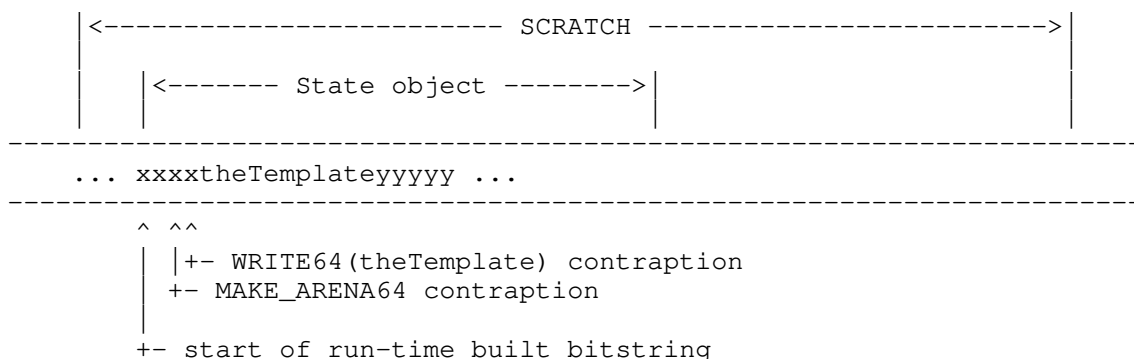 |<------------------------- SCRATCH ------------------------->|
|                                                             |
|   |<------- State object -------->|                         |
|   |                               |                         |
-----------------------------------------------------------------------
... xxxxtheTemplateyyyyy ...
-----------------------------------------------------------------------
^ ^^
| |+- WRITE64(theTemplate) contraption
| +- MAKE_ARENA64 contraption
|
+- start of run-time built bitstring